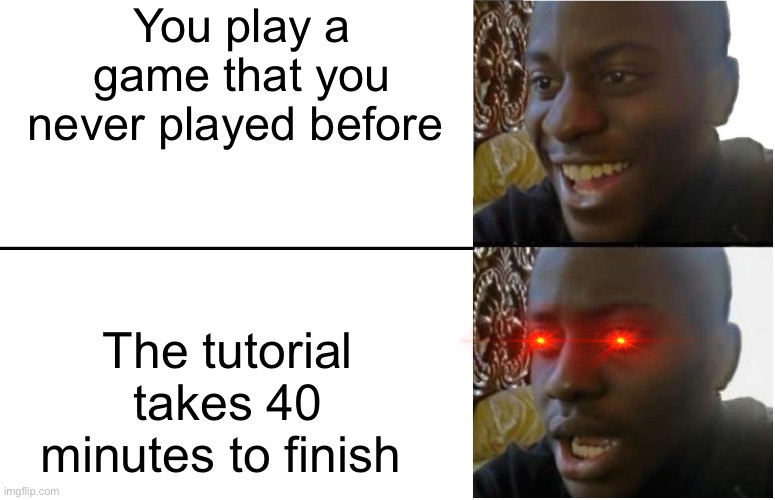 You play a
game that you
never played before
The tutorial
takes 40
minutes to finish
imgflip.com